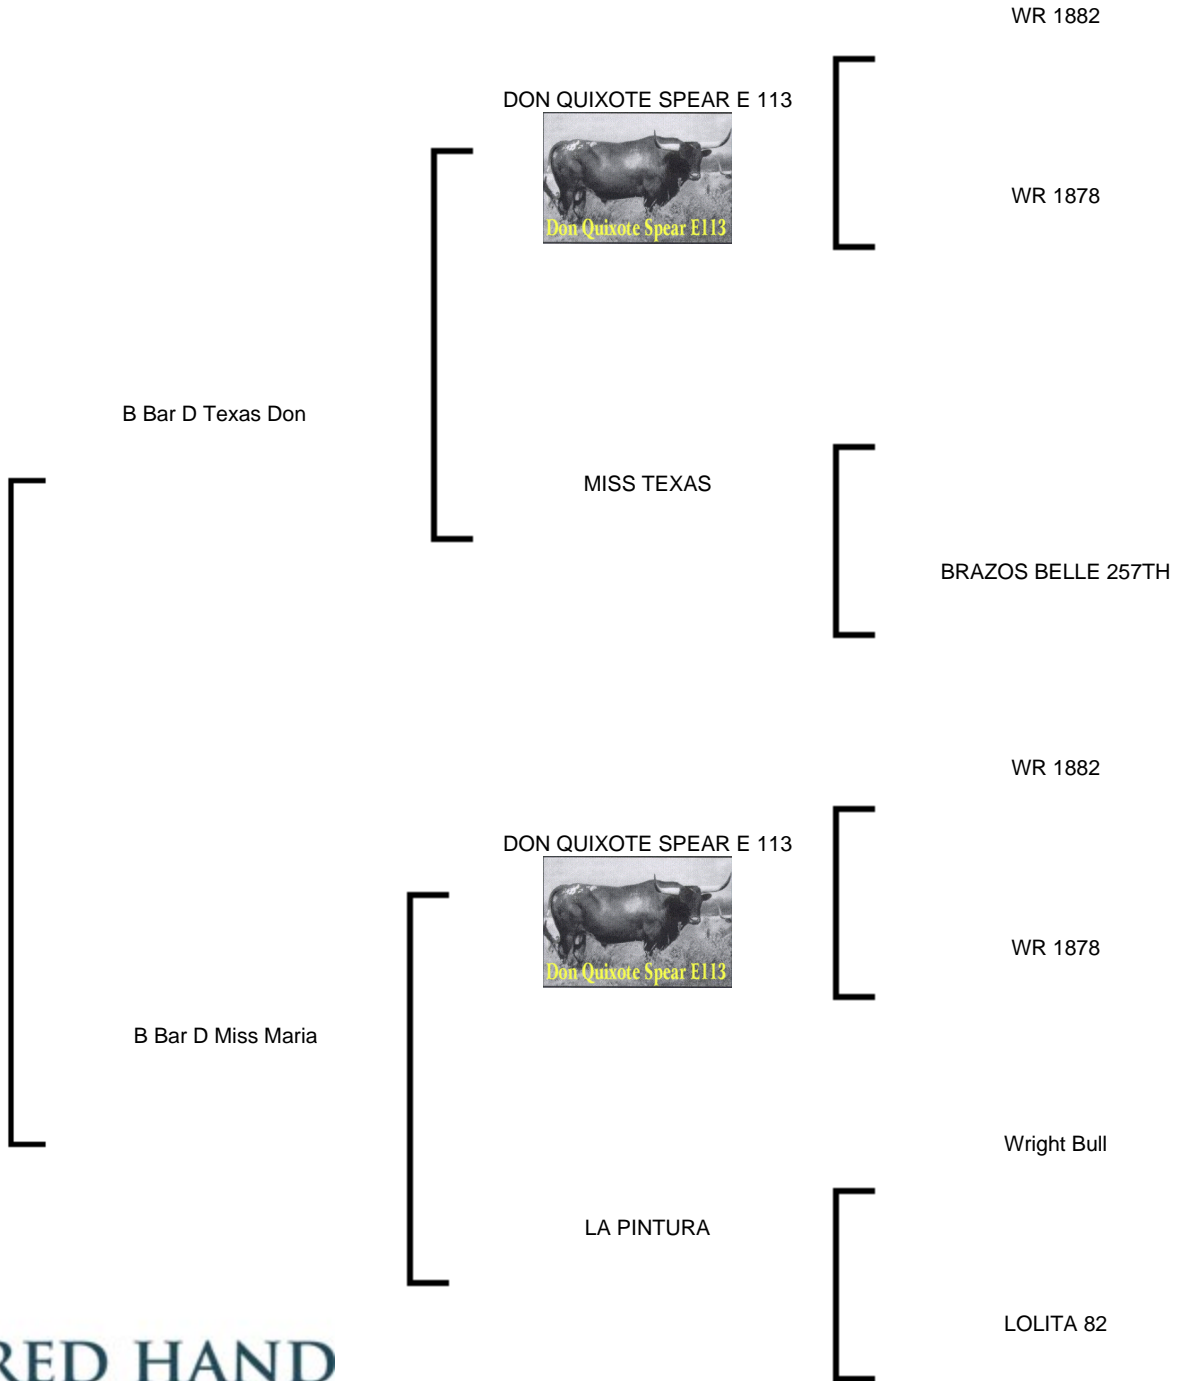 WR 1882
DON QUIXOTE SPEAR E 113
Don Quixote Spear E113
WR 1878
B Bar D Texas Don
MISS TEXAS
BRAZOS BELLE 257TH
WR 1882
DON QUIXOTE SPEAR E 113
Don Quixote Spear E113
WR 1878
B Bar D Miss Maria
Wright Bull
LA PINTURA
LOLITA 82
RED HAND